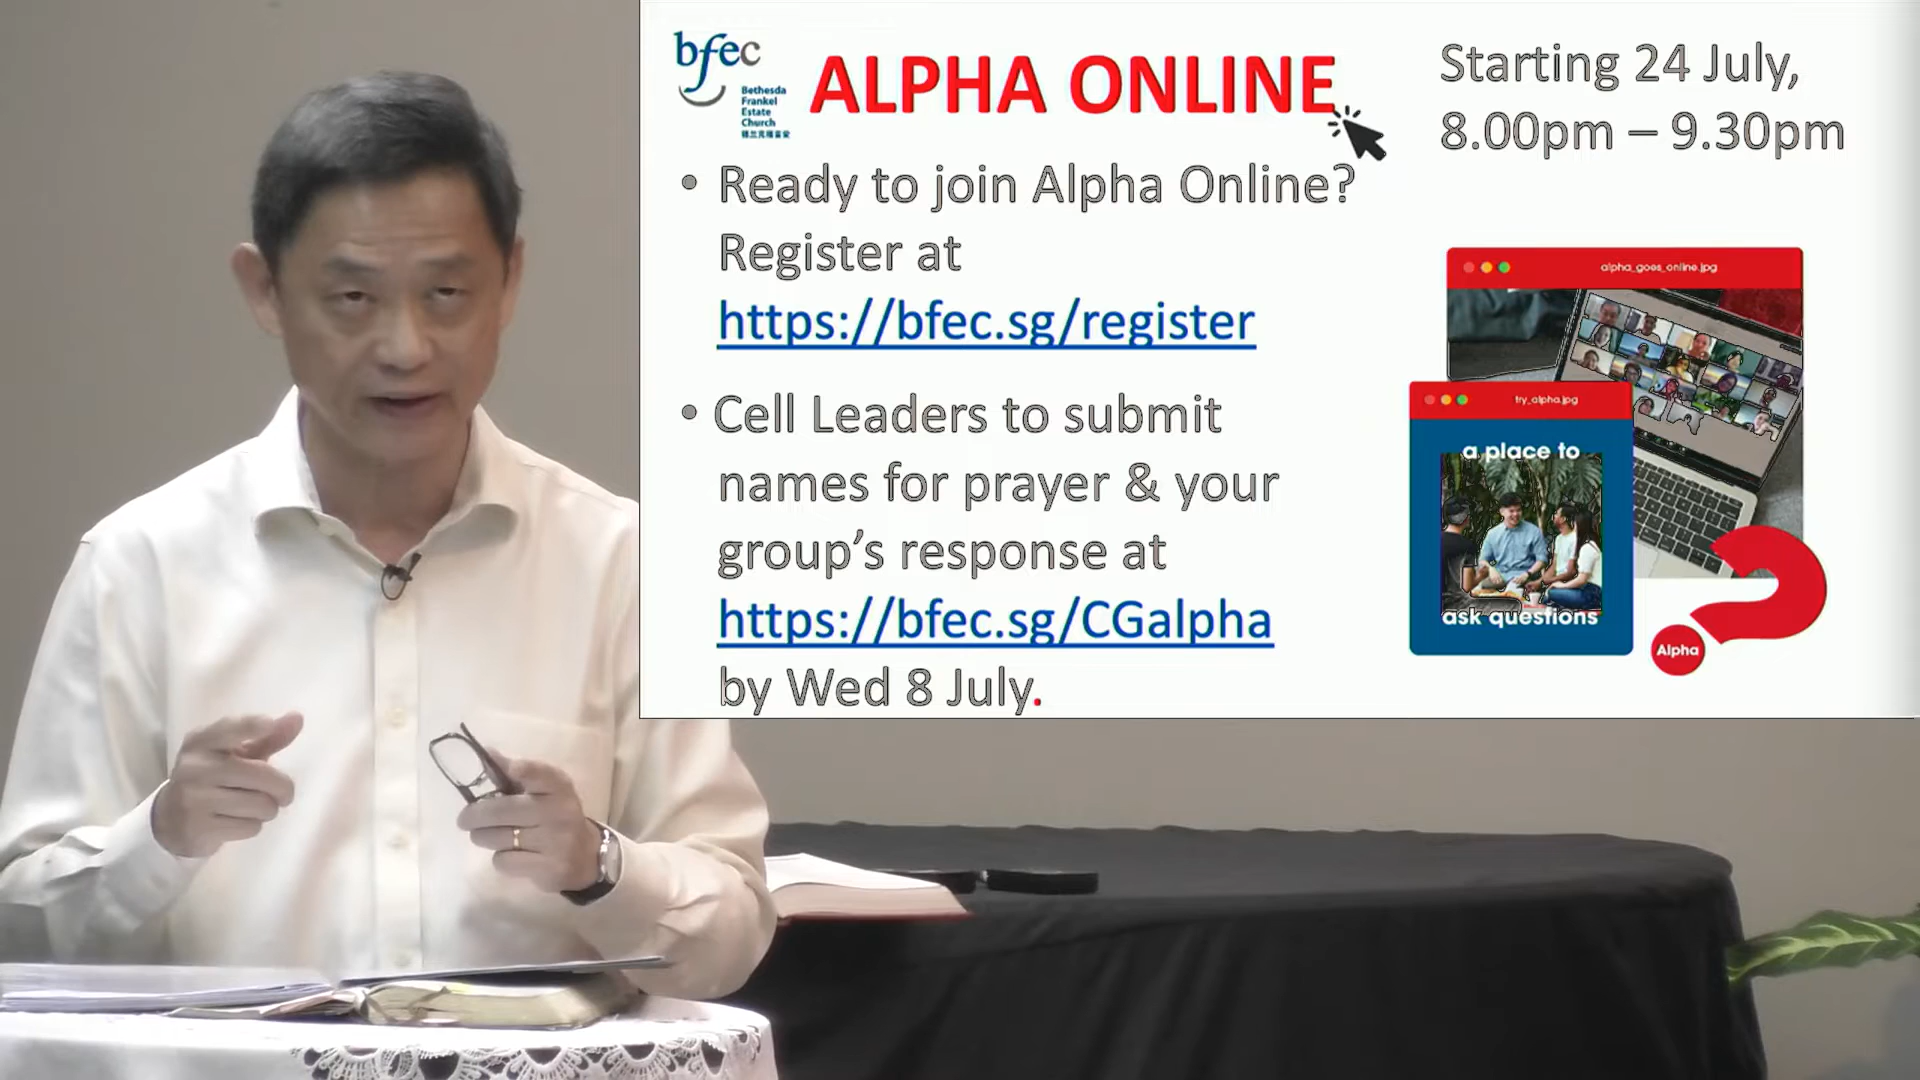 bfec
Bethesda
Frankel
Estate
Church
ALPHA ONLINE
Starting 24 July,
8.00pm – 9.30pm
• Ready to join Alpha Online?
Register at
https://bfec.sg/register
• Cell Leaders to submit
names for prayer & your
group’s response at
https://bfec.sg/CGalpha
by Wed 8 July.
alpha_goes_online.jpg
try_alpha.jpg
a place to
ask questions
Alpha